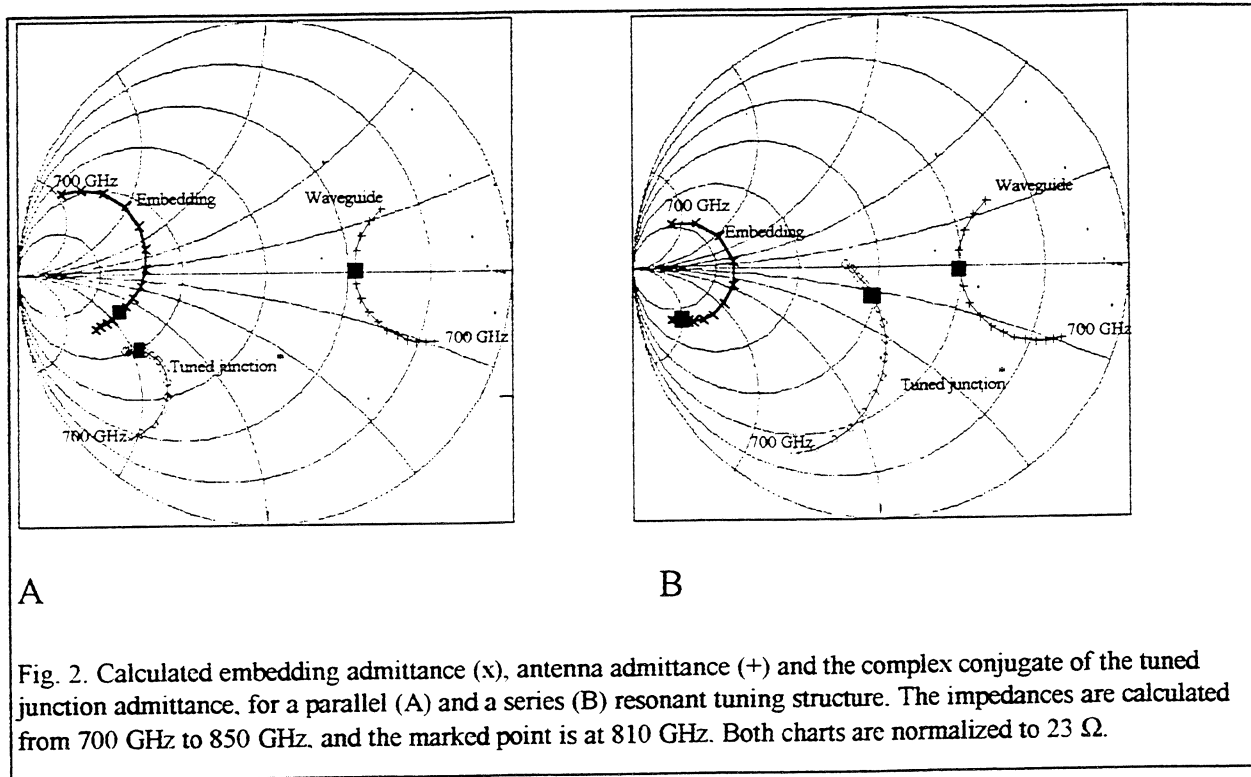 700 GHz
Embedding
Waveguide
700 GHz
Tuned junction*
700 GHz
700 GHz
Embedding
Waveguide
700 GHz
Tuned junction*
700 GHz
A
B
Fig. 2. Calculated embedding admittance (x), antenna admittance (+) and the complex conjugate of the tuned
junction admittance, for a parallel (A) and a series (B) resonant tuning structure. The impedances are calculated
from 700 GHz to 850 GHz, and the marked point is at 810 GHz. Both charts are normalized to 23 Ω.